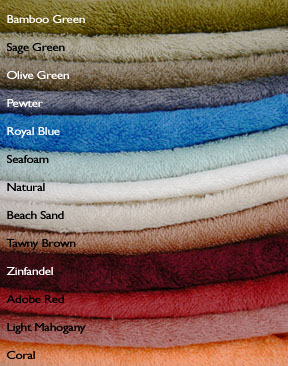 Bamboo Green
Sage Green
Olive Green
Pewter
Royal Blue
Seafoam
Natural
Beach Sand
Tawny Brown
Zinfandel
Adobe Red
Light Mahogany
Coral